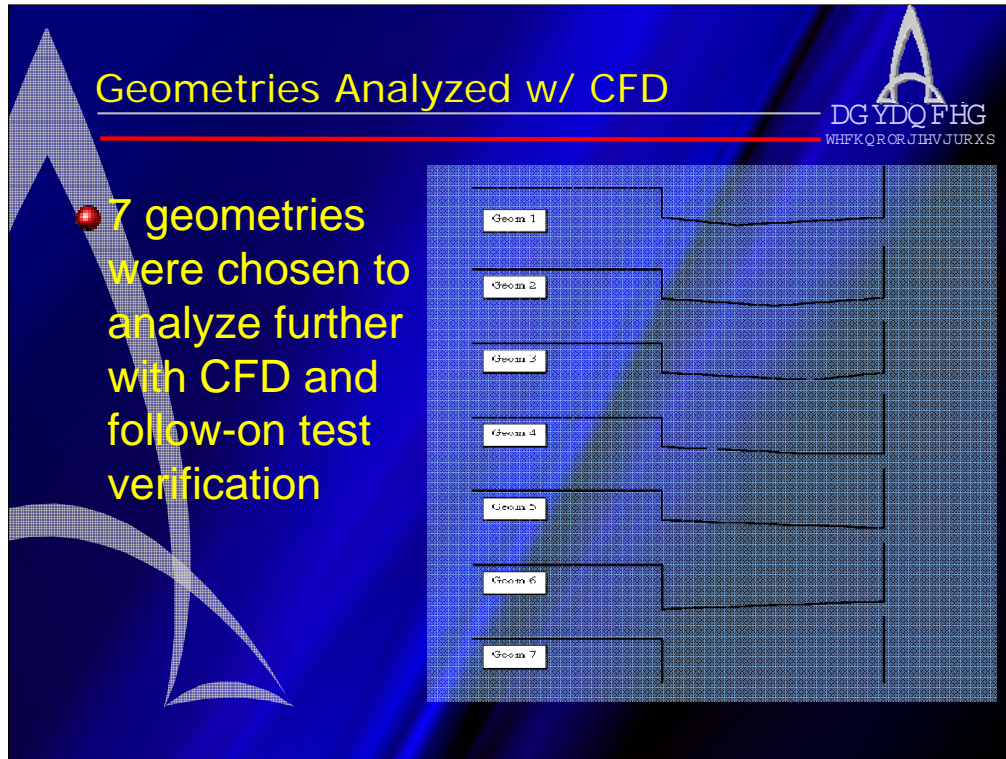 Geometries Analyzed w/ CFD
DGYDQFHG
WHFKQRORJLHVJURXS
7 geometries
were chosen to
analyze further
with CFD and
follow-on test
verification
Geom 1
Geom 2
Geom 3
Geom 4
Geom 5
Geom 6
Geom 7